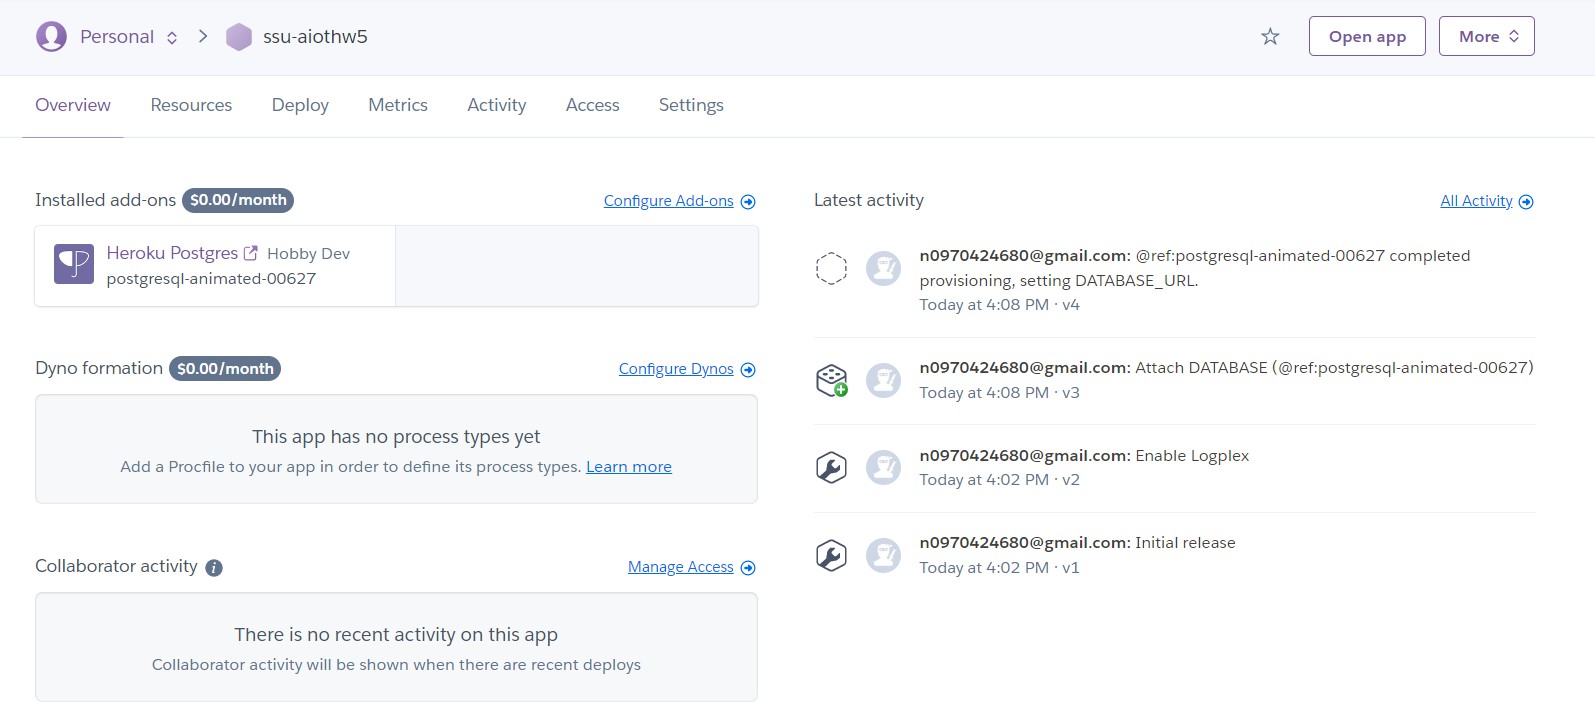 Personal
ssu-aiothw5
Open app
More
Overview
Resources
Deploy
Metrics
Activity
Access
Settings
Installed add-ons $0.00/month
Configure Add-ons
Heroku Postgres Hobby Dev
postgresql-animated-00627
Dyno formation $0.00/month
Configure Dynos
This app has no process types yet
Add a Procfile to your app in order to define its process types. Learn more
Collaborator activity i
Manage Access
There is no recent activity on this app
Collaborator activity will be shown when there are recent deploys
Latest activity
All Activity
n0970424680@gmail.com: @ref:postgresql-animated-00627 completed
provisioning, setting DATABASE_URL.
Today at 4:08 PM · v4
n0970424680@gmail.com: Attach DATABASE (@ref:postgresql-animated-00627)
Today at 4:08 PM · v3
n0970424680@gmail.com: Enable Logplex
Today at 4:02 PM · v2
n0970424680@gmail.com: Initial release
Today at 4:02 PM · v1